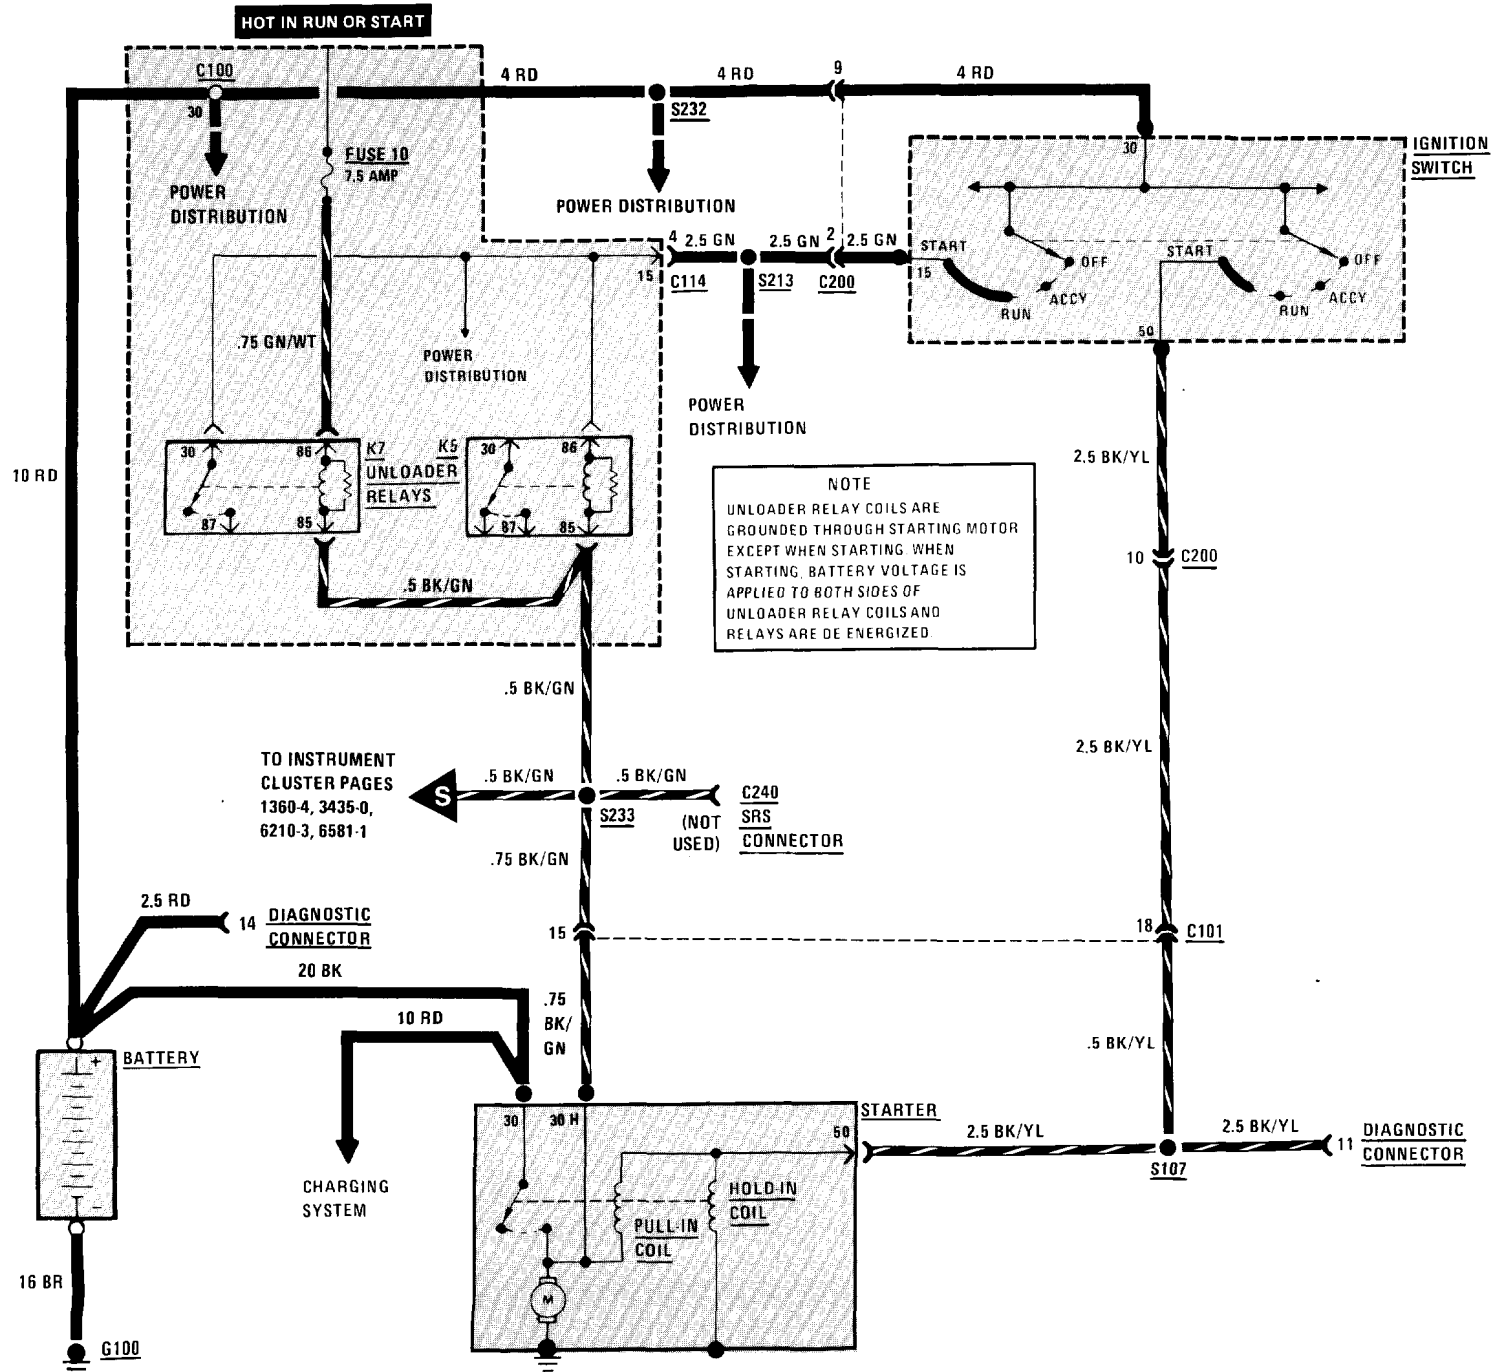 HOT IN RUN OR START
C100
4 RD
4 RD
9
4 RD
30
S232
FUSE 10
7.5 AMP
30
IGNITION
SWITCH
POWER
DISTRIBUTION
POWER DISTRIBUTION
4
2.5 GN
2.5 GN
2
2.5 GN
START
15
OFF
ACCY
RUN
START
OFF
ACCY
RUN
15
C114
S213
C200
50
.75 GN/WT
POWER
DISTRIBUTION
POWER
DISTRIBUTION
30
86
K7
UNLOADER
RELAYS
K5
30
86
87
85
87
85
10 RD
2.5 BK/YL
NOTE
UNLOADER RELAY COILS ARE
GROUNDED THROUGH STARTING MOTOR
EXCEPT WHEN STARTING. WHEN
STARTING, BATTERY VOLTAGE IS
APPLIED TO BOTH SIDES OF
UNLOADER RELAY COILS AND
RELAYS ARE DE ENERGIZED.
.5 BK/GN
10
C200
.5 BK/GN
2.5 BK/YL
TO INSTRUMENT
CLUSTER PAGES
1360-4, 3435-0,
6210-3, 6581-1
S
.5 BK/GN
.5 BK/GN
S233
(NOT
USED)
C240
SRS
CONNECTOR
.75 BK/GN
2.5 RD
14
DIAGNOSTIC
CONNECTOR
15
18
C101
20 BK
10 RD
.75
BK/
GN
.5 BK/YL
+
BATTERY
-
30
30 H
STARTER
50
2.5 BK/YL
2.5 BK/YL
11
DIAGNOSTIC
CONNECTOR
S107
CHARGING
SYSTEM
HOLD-IN
COIL
PULL-IN
COIL
M
16 BR
G100